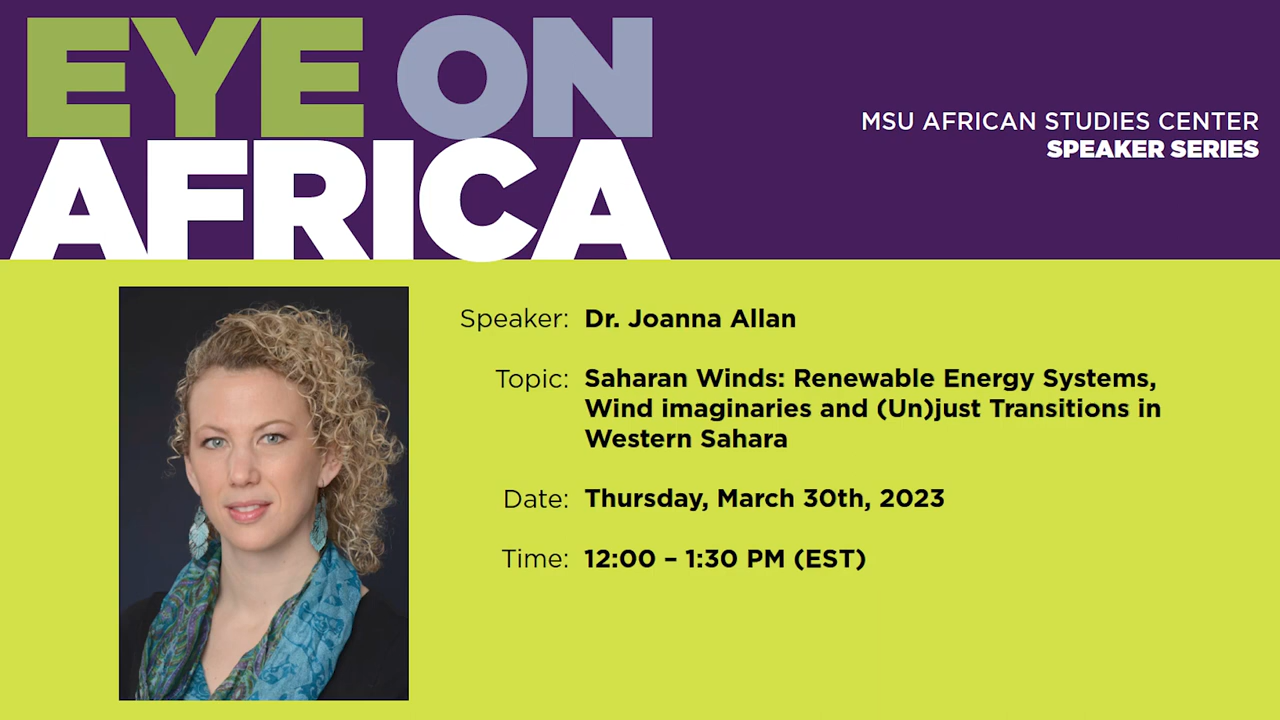 EYE ON
AFRICA
MSU AFRICAN STUDIES CENTER
SPEAKER SERIES
Speaker: Dr. Joanna Allan
Topic: Saharan Winds: Renewable Energy Systems,
Wind imaginaries and (Un)just Transitions in
Western Sahara
Date: Thursday, March 30th, 2023
Time: 12:00 – 1:30 PM (EST)